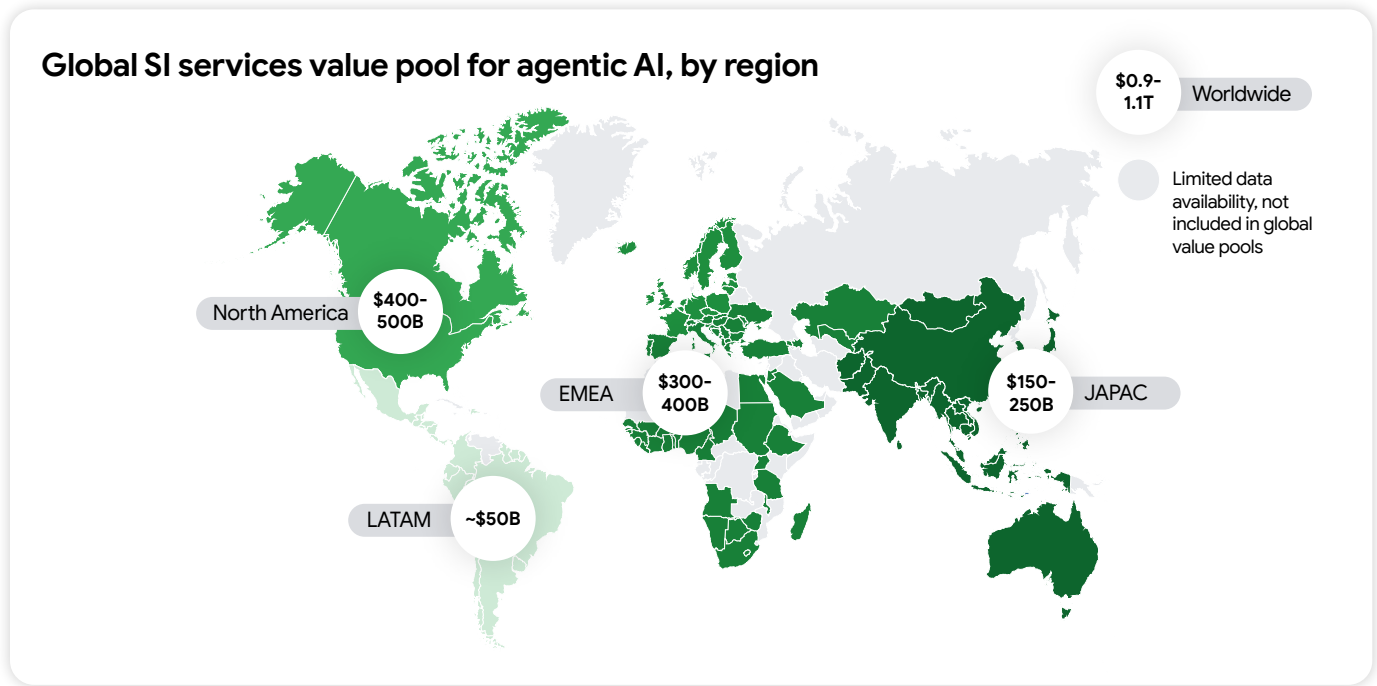 Global SI services value pool for agentic AI, by region
$0.9-
1.1T
Worldwide
Limited data
availability, not
included in global
value pools
North America
$400-
500B
EMEA
$300-
400B
$150-
250B
JAPAC
LATAM
~$50B